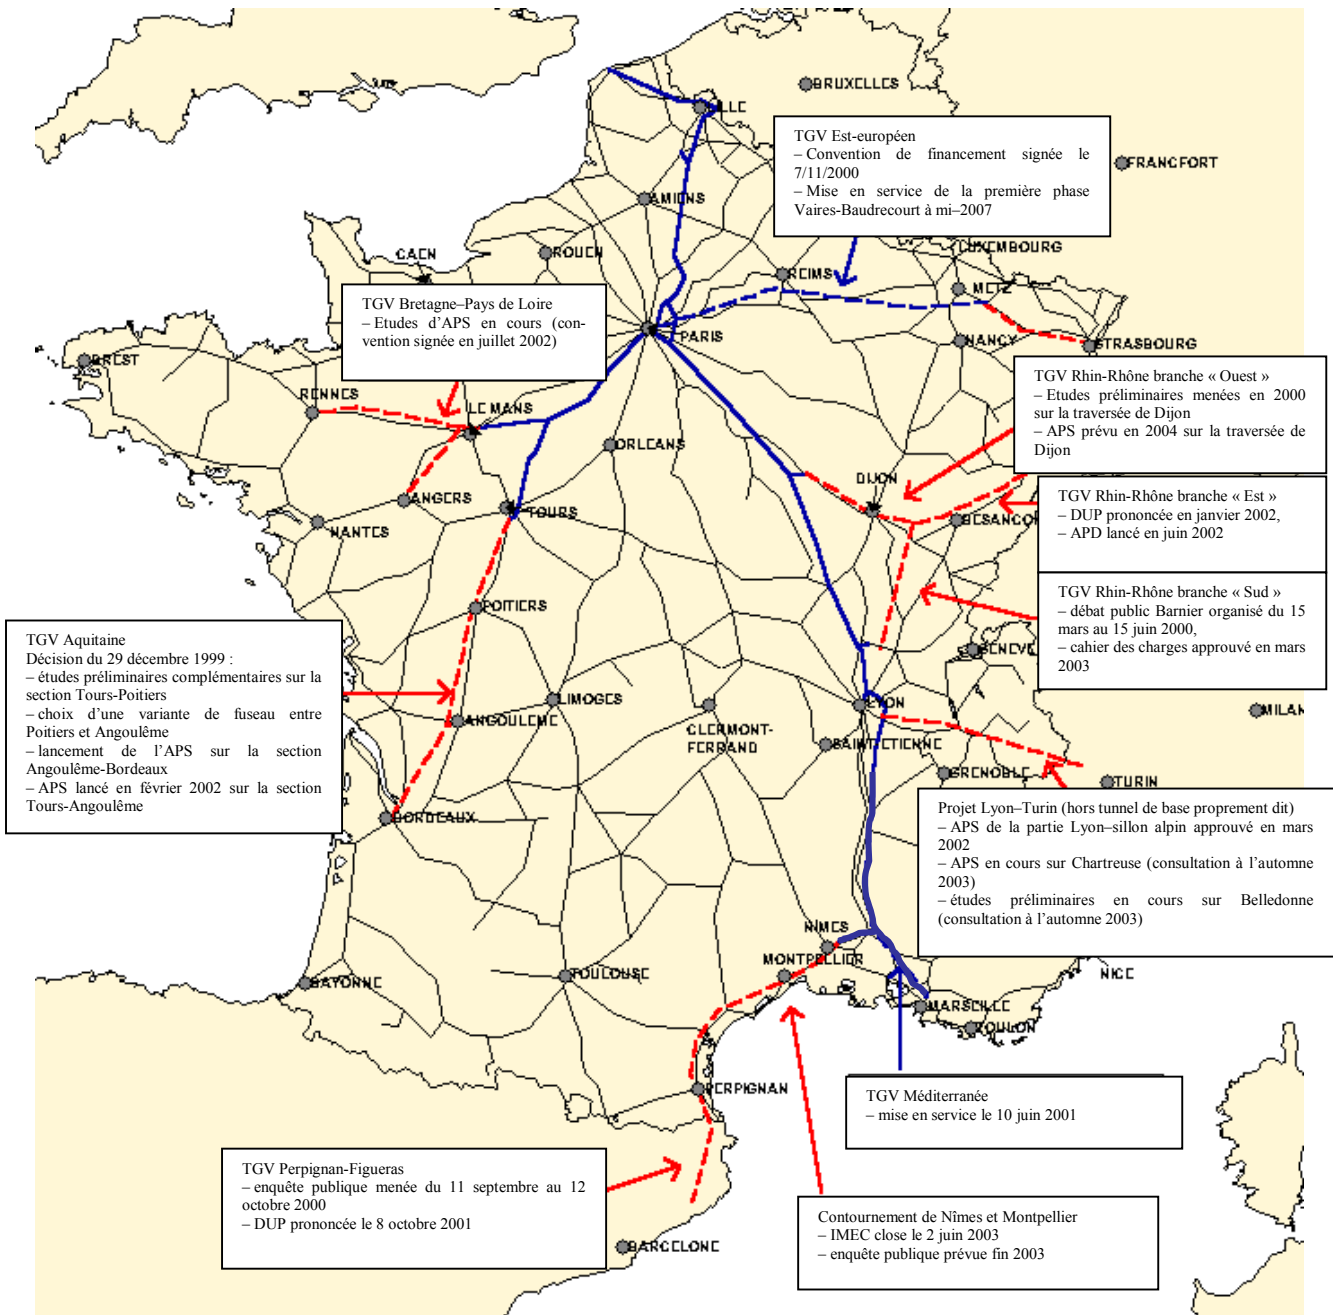 BRUXELLES
LILLE
TGV Est-européen
– Convention de financement signée le
7/11/2000
– Mise en service de la première phase
Vaires-Baudrecourt à mi–2007
FRANCFORT
AMIENS
ROUEN
CAEN
LUXEMBOURG
REIMS
METZ
TGV Bretagne–Pays de Loire
– Etudes d’APS en cours (con-
vention signée en juillet 2002)
PARIS
NANCY
STRASBOURG
BREST
RENNES
LE MANS
TGV Rhin-Rhône branche « Ouest »
– Etudes préliminaires menées en 2000
sur la traversée de Dijon
– APS prévu en 2004 sur la traversée de
Dijon
ORLEANS
DIJON
ANGERS
TOURS
NANTES
BESANCON
TGV Rhin-Rhône branche « Est »
– DUP prononcée en janvier 2002,
– APD lancé en juin 2002
TGV Rhin-Rhône branche « Sud »
– débat public Barnier organisé du 15
mars au 15 juin 2000,
– cahier des charges approuvé en mars
2003
POITIERS
GENEVE
TGV Aquitaine
Décision du 29 décembre 1999 :
– études préliminaires complémentaires sur la
section Tours-Poitiers
– choix d’une variante de fuseau entre
Poitiers et Angoulême
– lancement de l’APS sur la section
Angoulême-Bordeaux
– APS lancé en février 2002 sur la section
Tours-Angoulême
LIMOGES
ANGOULEME
CLERMONT-
FERRAND
LYON
MILAN
SAINT-ETIENNE
GRENOBLE
TURIN
BORDEAUX
Projet Lyon–Turin (hors tunnel de base proprement dit)
– APS de la partie Lyon–sillon alpin approuvé en mars
2002
– APS en cours sur Chartreuse (consultation à l’automne
2003)
– études préliminaires en cours sur Belledonne
(consultation à l’automne 2003)
NÎMES
MONTPELLIER
NICE
BAYONNE
TOULOUSE
MARSEILLE
TOULON
PERPIGNAN
TGV Méditerranée
– mise en service le 10 juin 2001
TGV Perpignan-Figueras
– enquête publique menée du 11 septembre au 12
octobre 2000
– DUP prononcée le 8 octobre 2001
Contournement de Nîmes et Montpellier
– IMEC close le 2 juin 2003
– enquête publique prévue fin 2003
BARCELONE